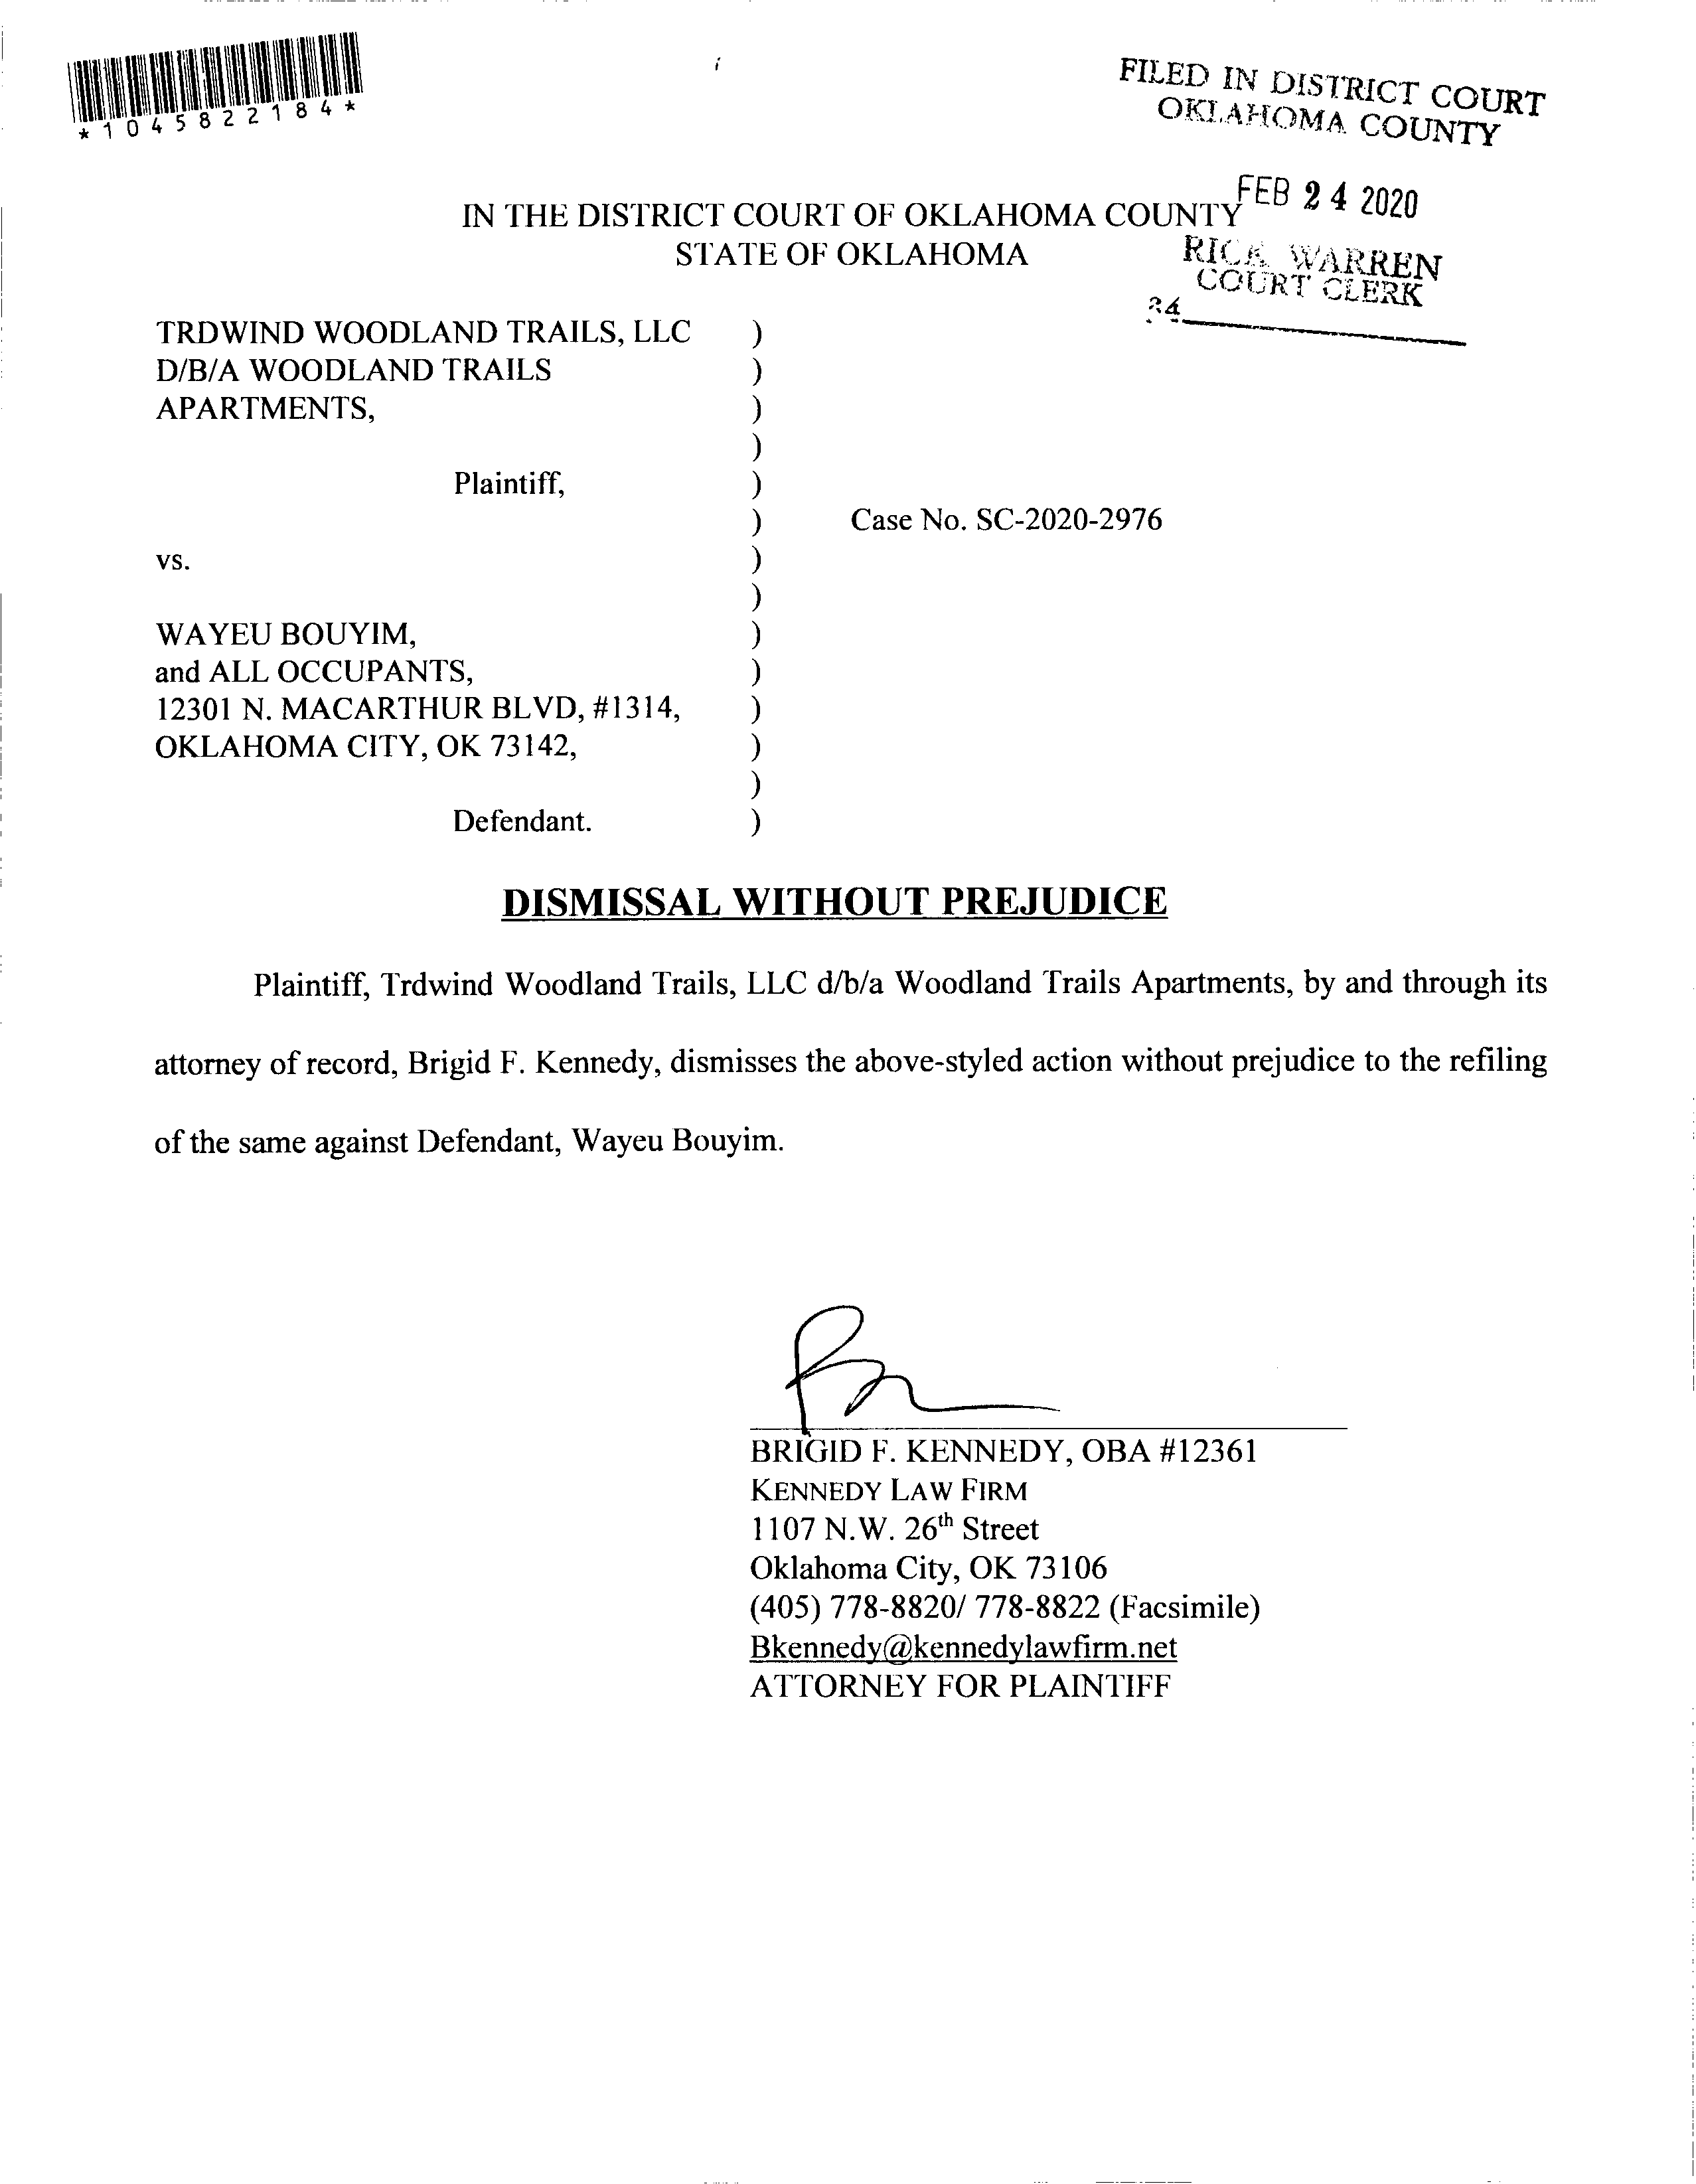 *1045822184*
FILED IN DISTRICT COURT
OKLAHOMA COUNTY
FEB 24 2020
RICK WARREN
COURT CLERK
34
IN THE DISTRICT COURT OF OKLAHOMA COUNTY
STATE OF OKLAHOMA
TRDWIND WOODLAND TRAILS, LLC )
D/B/A WOODLAND TRAILS )
APARTMENTS, )
)
Plaintiff, )
) Case No. SC-2020-2976
vs. )
)
WAYEU BOUYIM, )
and ALL OCCUPANTS, )
12301 N. MACARTHUR BLVD, #1314, )
OKLAHOMA CITY, OK 73142, )
)
Defendant. )
DISMISSAL WITHOUT PREJUDICE
Plaintiff, Trdwind Woodland Trails, LLC d/b/a Woodland Trails Apartments, by and through its
attorney of record, Brigid F. Kennedy, dismisses the above-styled action without prejudice to the refiling
of the same against Defendant, Wayeu Bouyim.
BRIGID F. KENNEDY, OBA #12361
KENNEDY LAW FIRM
1107 N.W. 26th Street
Oklahoma City, OK 73106
(405) 778-8820/ 778-8822 (Facsimile)
Bkennedy@kennedylawfirm.net
ATTORNEY FOR PLAINTIFF